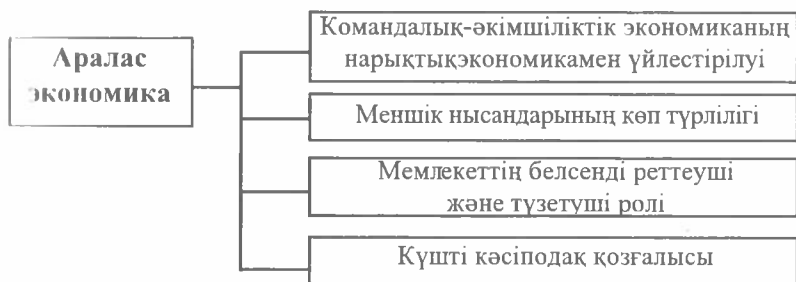 Аралас
экономика
Командалық-әкімшіліктік экономиканың
нарықтықэкономикамен үйлестірілуі
Меншік нысандарының көп түрлілігі
Мемлекеттің белсенді реттеуші
және түзетуші ролі
Күшті кәсіподақ қозғалысы